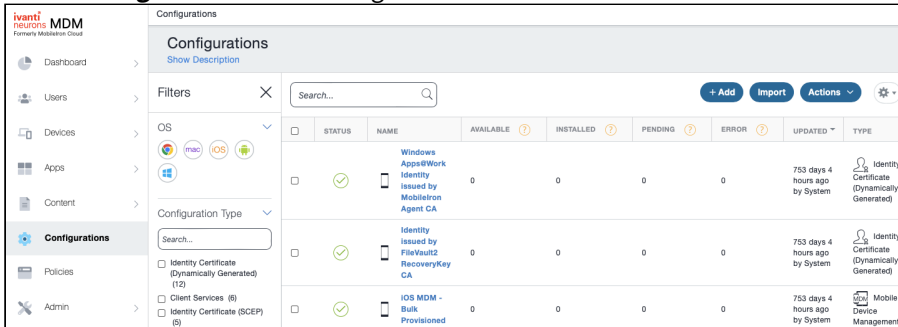 ivanti
neurons MDM
Formerly MobileIron Cloud
Dashboard
Users
Devices
Apps
Content
Configurations
Policies
Admin
Configurations
Configurations
Show Description
Filters
OS
mac
iOS
Configuration Type
Search...
Identity Certificate
(Dynamically Generated)
(12)
Client Services (6)
Identity Certificate (SCEP)
(5)
Search...
+ Add
Import
Actions
STATUS
NAME
AVAILABLE ?
INSTALLED ?
PENDING ?
ERROR ?
UPDATED
TYPE
Windows
Apps@Work
Identity
issued by
MobileIron
Agent CA
0
0
0
0
753 days 4
hours ago
by System
Identity
Certificate
(Dynamically
Generated)
Identity
issued by
FileVault2
RecoveryKey
CA
0
0
0
0
753 days 4
hours ago
by System
Identity
Certificate
(Dynamically
Generated)
iOS MDM -
Bulk
Provisioned
0
0
0
0
753 days 4
hours ago
by System
MDM Mobile
Device
Management